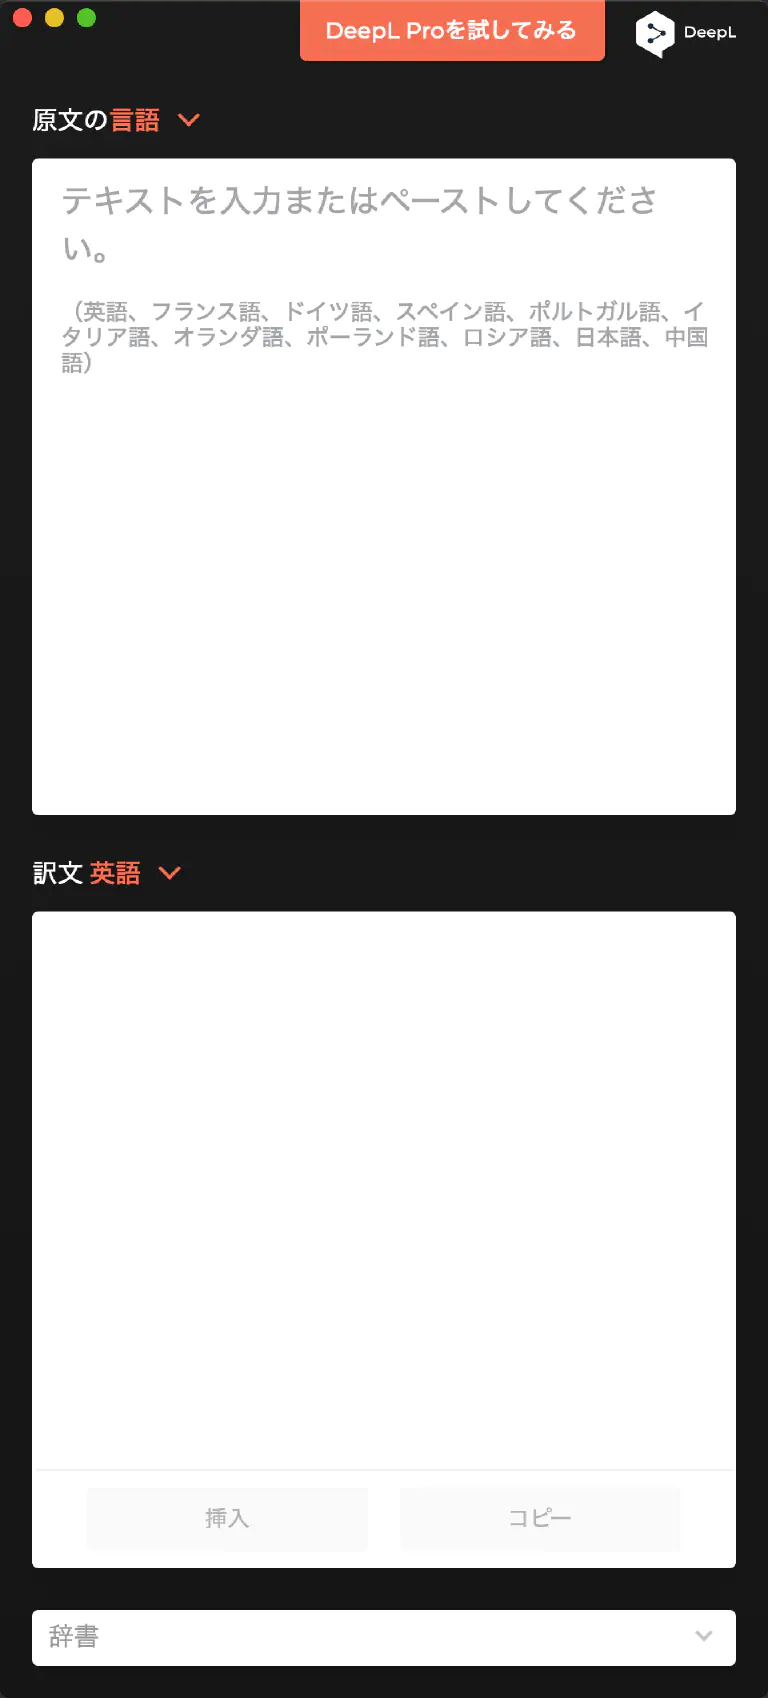 DeepL Proを試してみる
DeepL
原文の言語
テキストを入力またはペーストしてくださ
い。
（英語、フランス語、ドイツ語、スペイン語、ポルトガル語、イ
タリア語、オランダ語、ポーランド語、ロシア語、日本語、中国
語）
訳文 英語
挿入
コピー
辞書